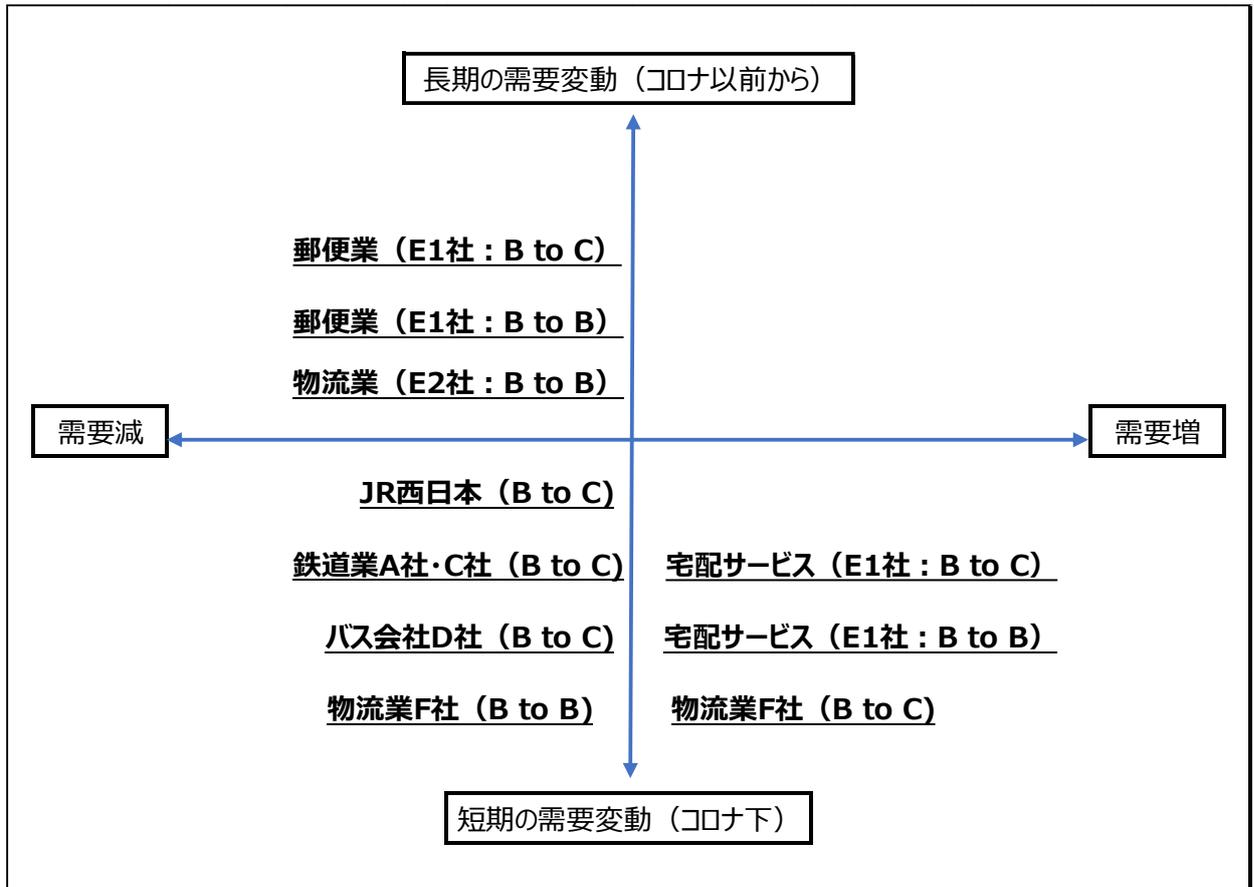 長期の需要変動（コロナ以前から）
郵便業（E1社：B to C）
郵便業（E1社：B to B）
物流業（E2社：B to B）
需要減
需要増
JR西日本（B to C)
鉄道業A社・C社（B to C)
宅配サービス（E1社：B to C）
バス会社D社（B to C)
宅配サービス（E1社：B to B）
物流業F社（B to B)
物流業F社（B to C)
短期の需要変動（コロナ下）